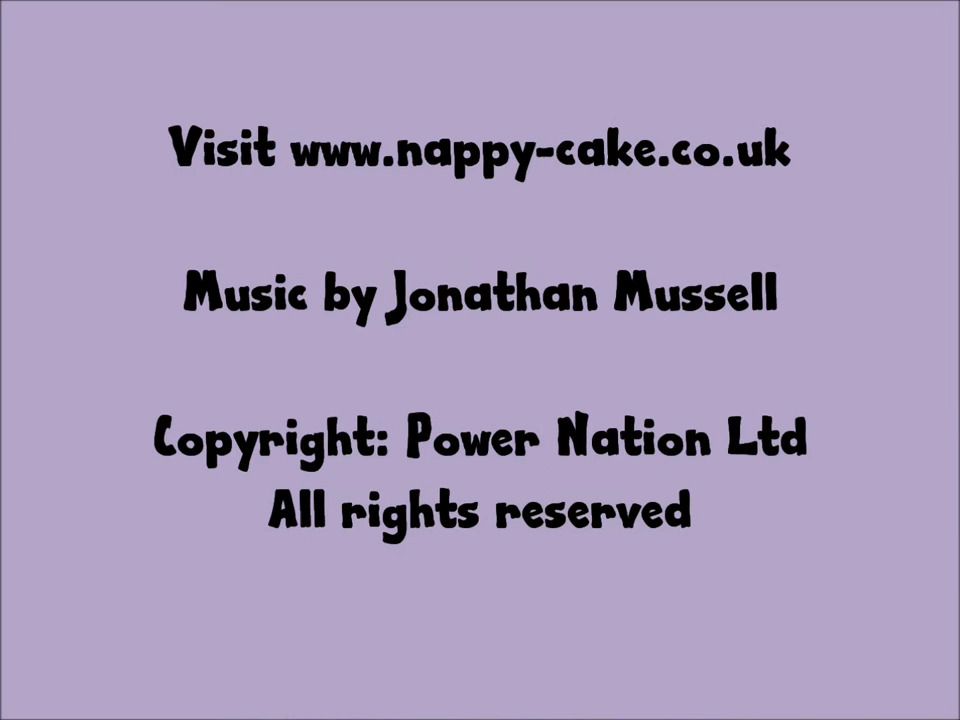 Visit www.nappy-cake.co.uk
Music by Jonathan Mussell
Copyright: Power Nation Ltd
All rights reserved